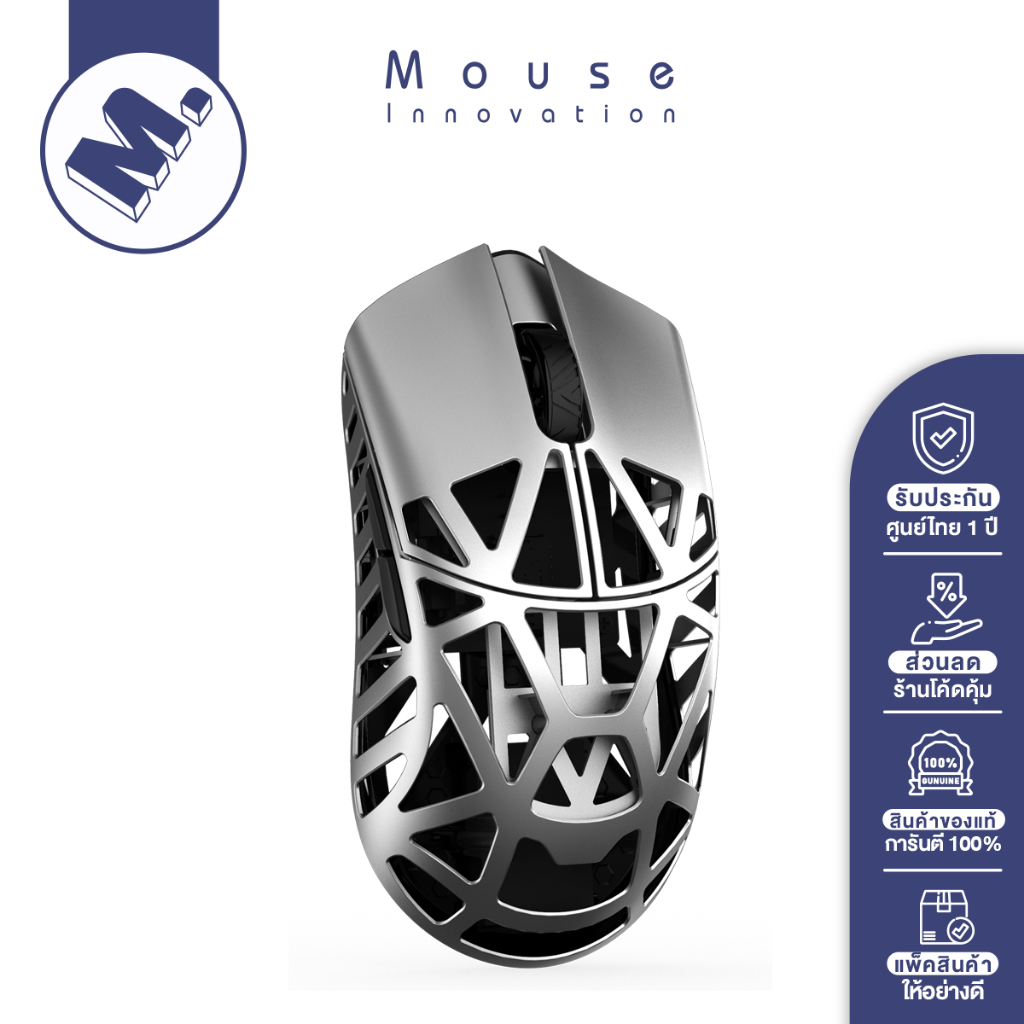 M.
Mouse
Innovation
รับประกัน
ศูนย์ไทย 1 ปี
%
ส่วนลด
ร้านโค้ดคุ้ม
100%
GUNUINE
สินค้าของแท้
การันตี 100%
แพ็คสินค้า
ให้อย่างดี